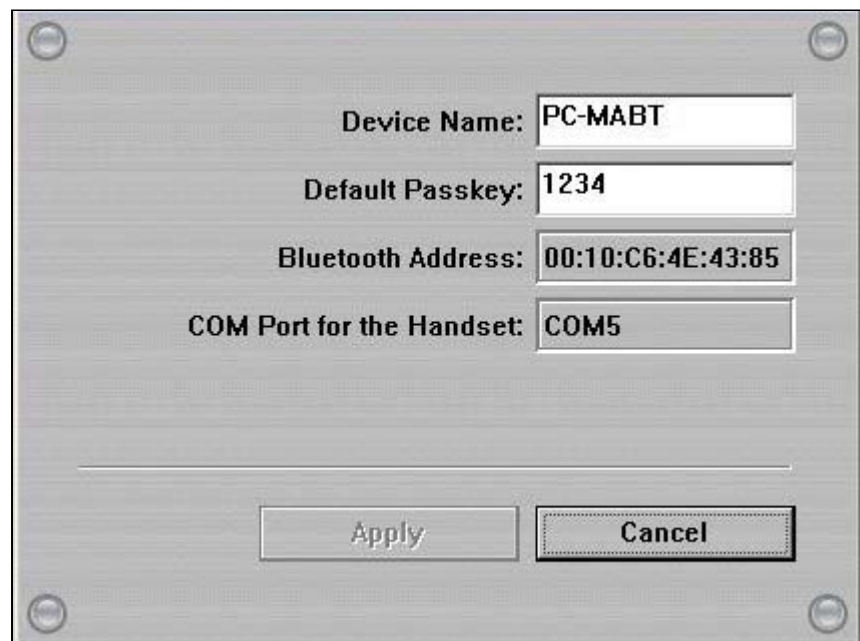 Device Name: PC-MABT
Default Passkey: 1234
Bluetooth Address: 00:10:C6:4E:43:85
COM Port for the Handset: COM5
Apply Cancel